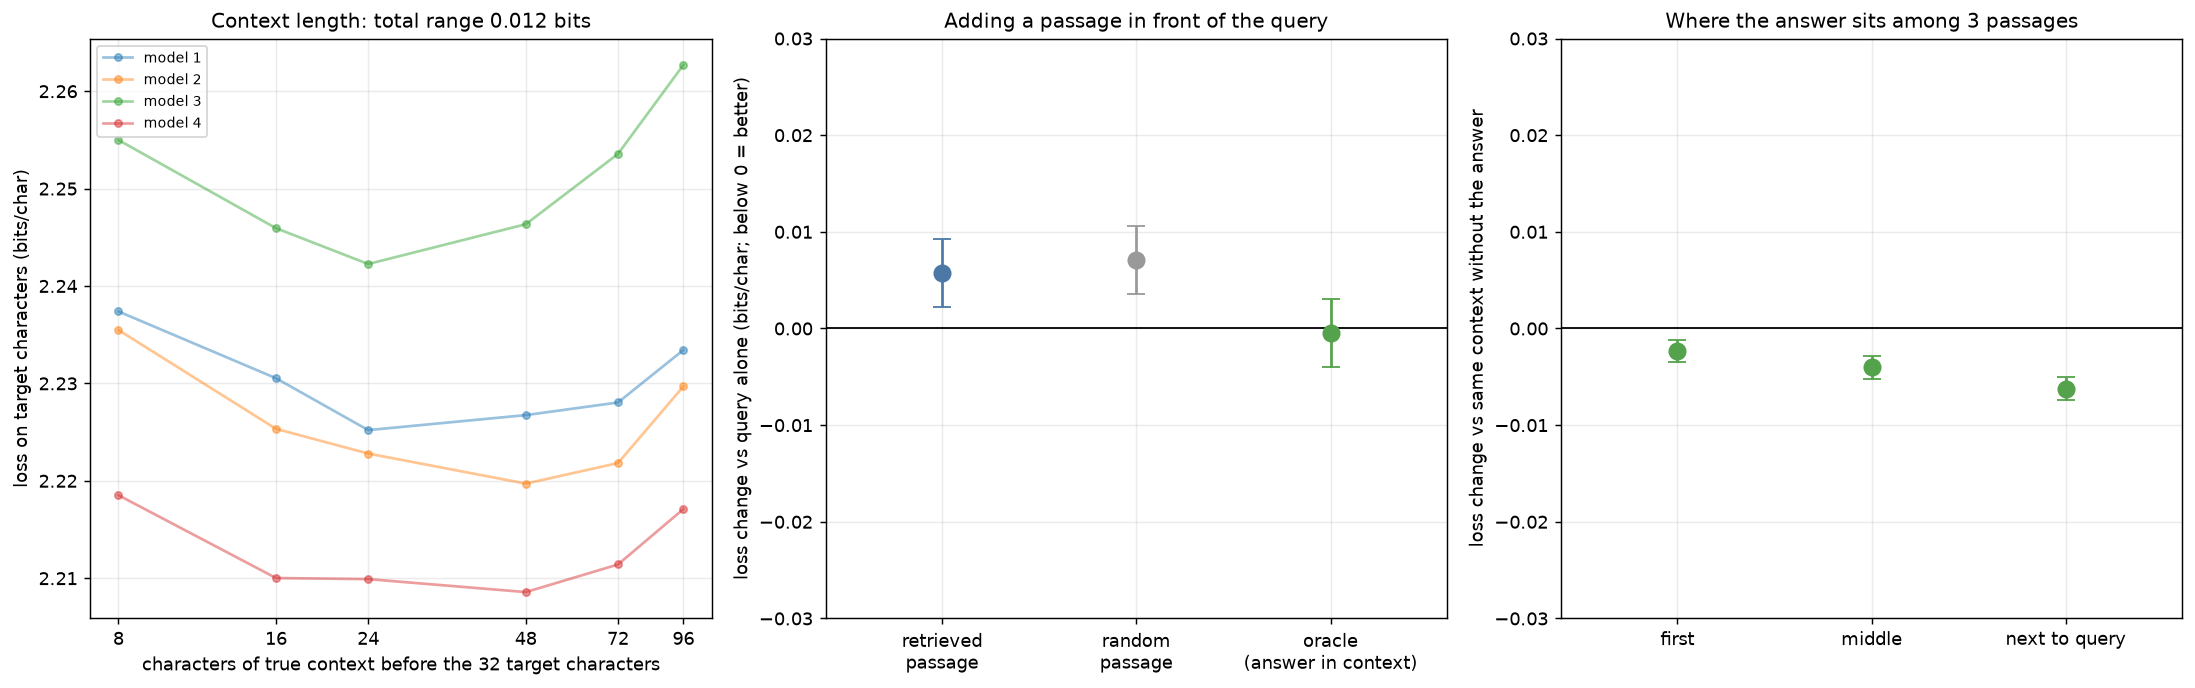 Context length: total range 0.012 bits
loss on target characters (bits/char)
model 1
model 2
model 3
model 4
2.26
2.25
2.24
2.23
2.22
2.21
8
16
24
48
72
96
characters of true context before the 32 target characters
Adding a passage in front of the query
loss change vs query alone (bits/char; below 0 = better)
0.03
0.02
0.01
0.00
−0.01
−0.02
−0.03
retrieved
passage
random
passage
oracle
(answer in context)
Where the answer sits among 3 passages
loss change vs same context without the answer
0.03
0.02
0.01
0.00
−0.01
−0.02
−0.03
first
middle
next to query